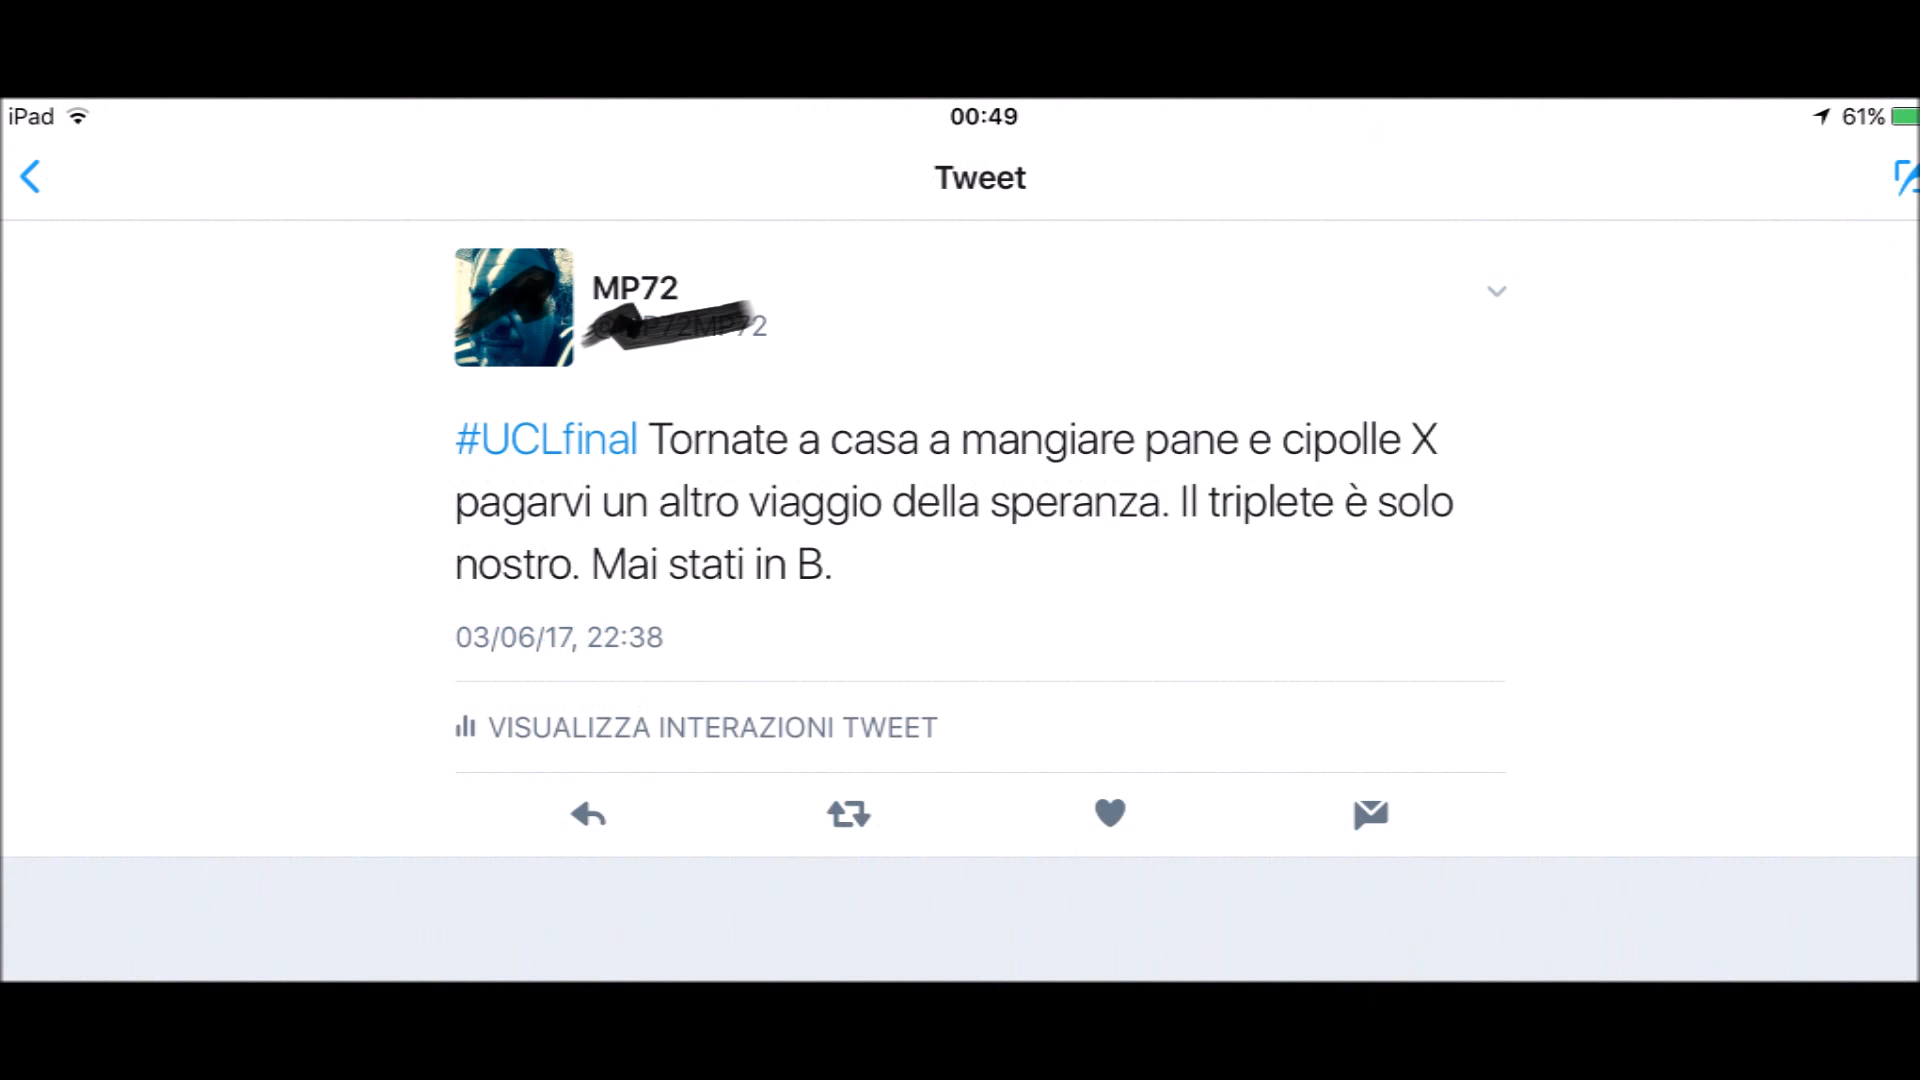 iPad 00:49 61%
Tweet
MP72
#UCLfinal Tornate a casa a mangiare pane e cipolle X
pagarvi un altro viaggio della speranza. Il triplete è solo
nostro. Mai stati in B.
03/06/17, 22:38
VISUALIZZA INTERAZIONI TWEET